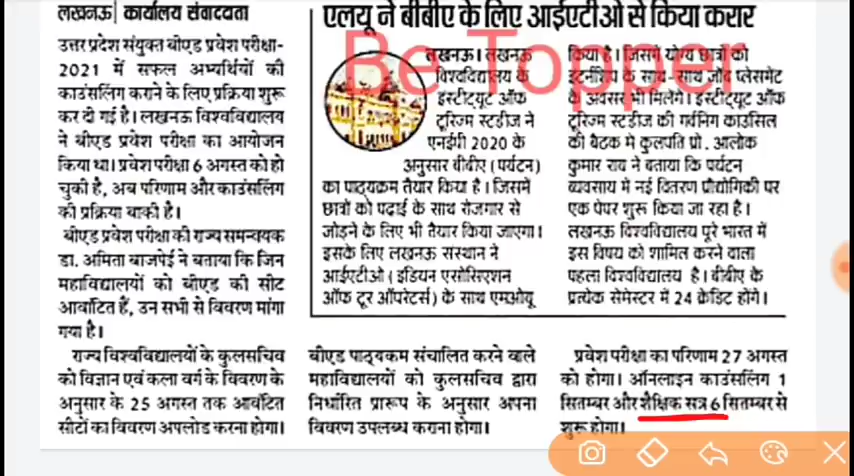 लखनऊ| कार्यालय संवाददाता
उत्तर प्रदेश संयुक्त बीएड प्रवेश परीक्षा-
2021 में सफल अभ्यर्थियों की
काउंसलिंग कराने के लिए प्रक्रिया शुरू
कर दी गई है। लखनऊ विश्वविद्यालय
ने बीएड प्रवेश परीक्षा का आयोजन
किया था। प्रवेश परीक्षा 6 अगस्त को हो
चुकी है, अब परिणाम और काउंसलिंग
की प्रक्रिया बाकी है।
बीएड प्रवेश परीक्षा की राज्य समन्वयक
डा. अमिता बाजपेई ने बताया कि जिन
महाविद्यालयों को बीएड की सीट
आवंटित हैं, उन सभी से विवरण मांगा
गया है।
राज्य विश्वविद्यालयों के कुलसचिव
को विज्ञान एवं कला वर्ग के विवरण के
अनुसार के 25 अगस्त तक आवंटित
सीटों का विवरण अपलोड करना होगा।
बीएड पाठ्यकम संचालित करने वाले
महाविद्यालयों को कुलसचिव द्वारा
निर्धारित प्रारूप के अनुसार अपना
विवरण उपलब्ध कराना होगा।
प्रवेश परीक्षा का परिणाम 27 अगस्त
को होगा। ऑनलाइन काउंसलिंग 1
सितम्बर और शैक्षिक सत्र 6 सितम्बर से
शुरू होगा।
एलयू ने बीबीए के लिए आईएटीओ से किया करार
Be Topper
लखनऊ। लखनऊ
विश्वविद्यालय के
इंस्टीट्यूट ऑफ
टूरिज्म स्टडीज ने
एनईपी 2020 के
अनुसार बीबीए (पर्यटन)
का पाठ्यक्रम तैयार किया है। जिसमें
छात्रों को पढाई के साथ रोजगार से
जोड़ने के लिए भी तैयार किया जाएगा।
इसके लिए लखनऊ संस्थान ने
आईएटीओ (इंडियन एसोसिएशन
ऑफ टूर ऑपरेटर्स) के साथ एमओयू
किया है। जिसमें योग्य छात्रों को
इंटर्नशिप के साथ-साथ जॉब प्लेसमेंट
के अवसर भी मिलेंगे। इंस्टीट्यूट ऑफ
टूरिज्म स्टडीज की गवर्निंग काउंसिल
की बैठक में कुलपति प्रो. आलोक
कुमार राय ने बताया कि पर्यटन
व्यवसाय में नई वितरण प्रौद्योगिकी पर
एक पेपर शुरू किया जा रहा है।
लखनऊ विश्वविद्यालय पूरे भारत में
इस विषय को शामिल करने वाला
पहला विश्वविद्यालय है। बीबीए के
प्रत्येक सेमेस्टर में 24 क्रेडिट होंगे।